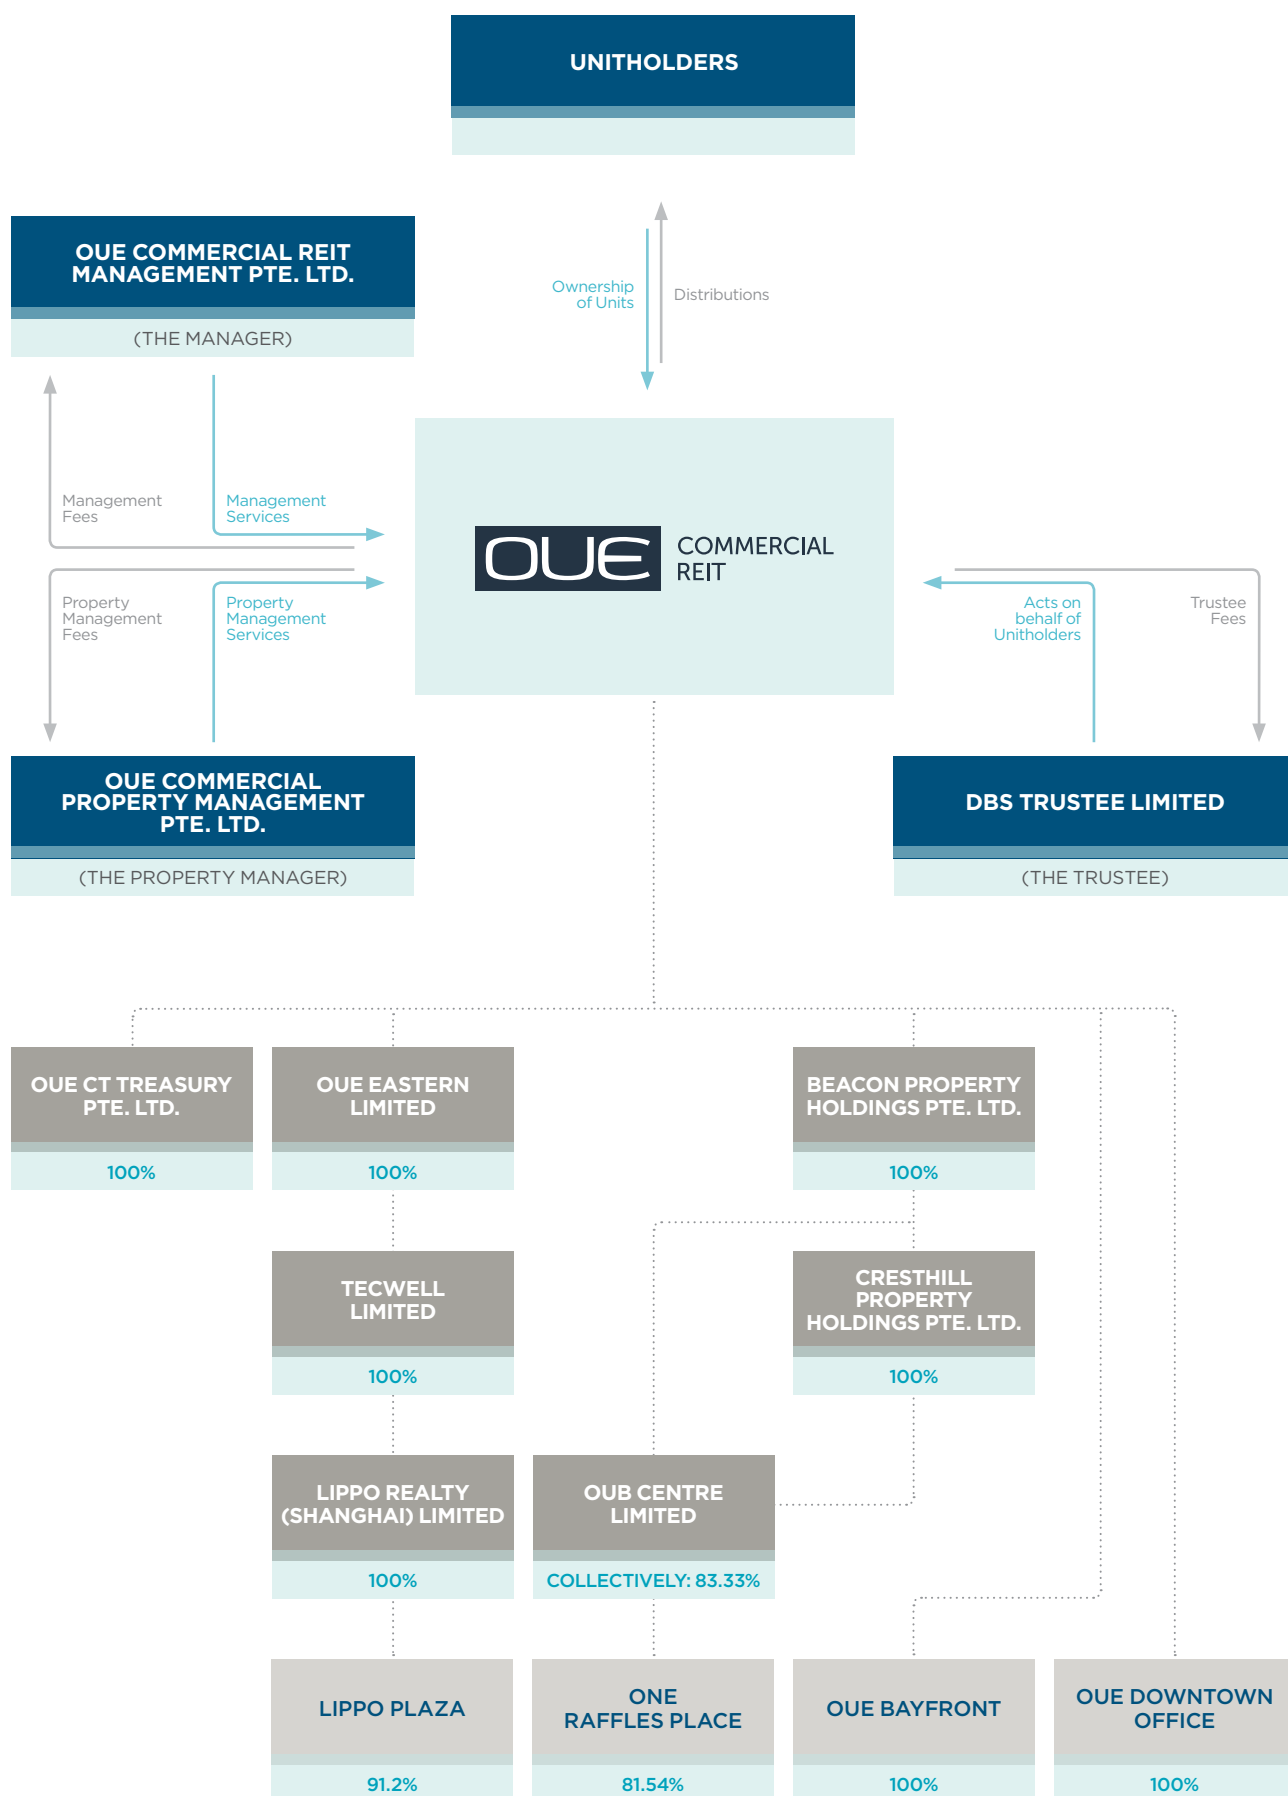 UNITHOLDERS
OUE COMMERCIAL REIT
MANAGEMENT PTE. LTD.
(THE MANAGER)
Ownership
of Units
Distributions
Management
Fees
Management
Services
OUE
COMMERCIAL
REIT
Property
Management
Fees
Property
Management
Services
Acts on
behalf of
Unitholders
Trustee
Fees
OUE COMMERCIAL
PROPERTY MANAGEMENT
PTE. LTD.
(THE PROPERTY MANAGER)
DBS TRUSTEE LIMITED
(THE TRUSTEE)
OUE CT TREASURY
PTE. LTD.
100%
OUE EASTERN
LIMITED
100%
BEACON PROPERTY
HOLDINGS PTE. LTD.
100%
TECWELL
LIMITED
100%
CRESTHILL
PROPERTY
HOLDINGS PTE. LTD.
100%
LIPPO REALTY
(SHANGHAI) LIMITED
100%
OUB CENTRE
LIMITED
COLLECTIVELY: 83.33%
LIPPO PLAZA
91.2%
ONE
RAFFLES PLACE
81.54%
OUE BAYFRONT
100%
OUE DOWNTOWN
OFFICE
100%